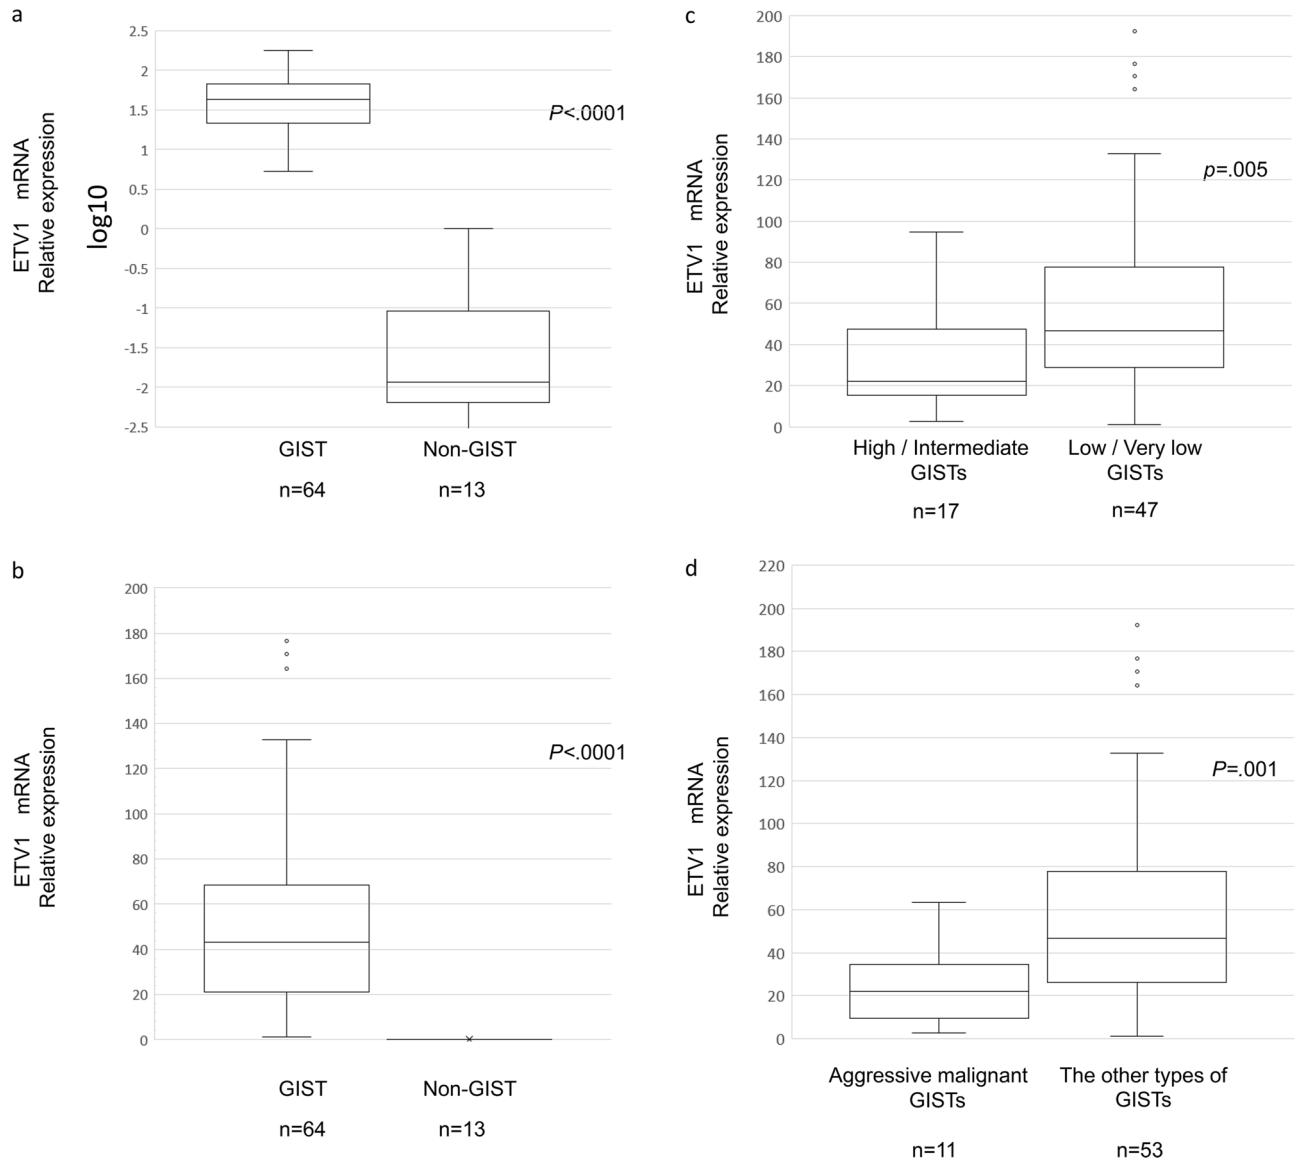 a
ETV1 mRNA
Relative expression
log10
2.5
2
1.5
1
0.5
0
-0.5
-1
-1.5
-2
-2.5
P<.0001
GIST
Non-GIST
n=64
n=13
b
ETV1 mRNA
Relative expression
200
180
160
140
120
100
80
60
40
20
0
P<.0001
GIST
Non-GIST
n=64
n=13
c
ETV1 mRNA
Relative expression
200
180
160
140
120
100
80
60
40
20
0
p=.005
High / Intermediate
GISTs
Low / Very low
GISTs
n=17
n=47
d
ETV1 mRNA
Relative expression
220
200
180
160
140
120
100
80
60
40
20
0
P=.001
Aggressive malignant
GISTs
The other types of
GISTs
n=11
n=53